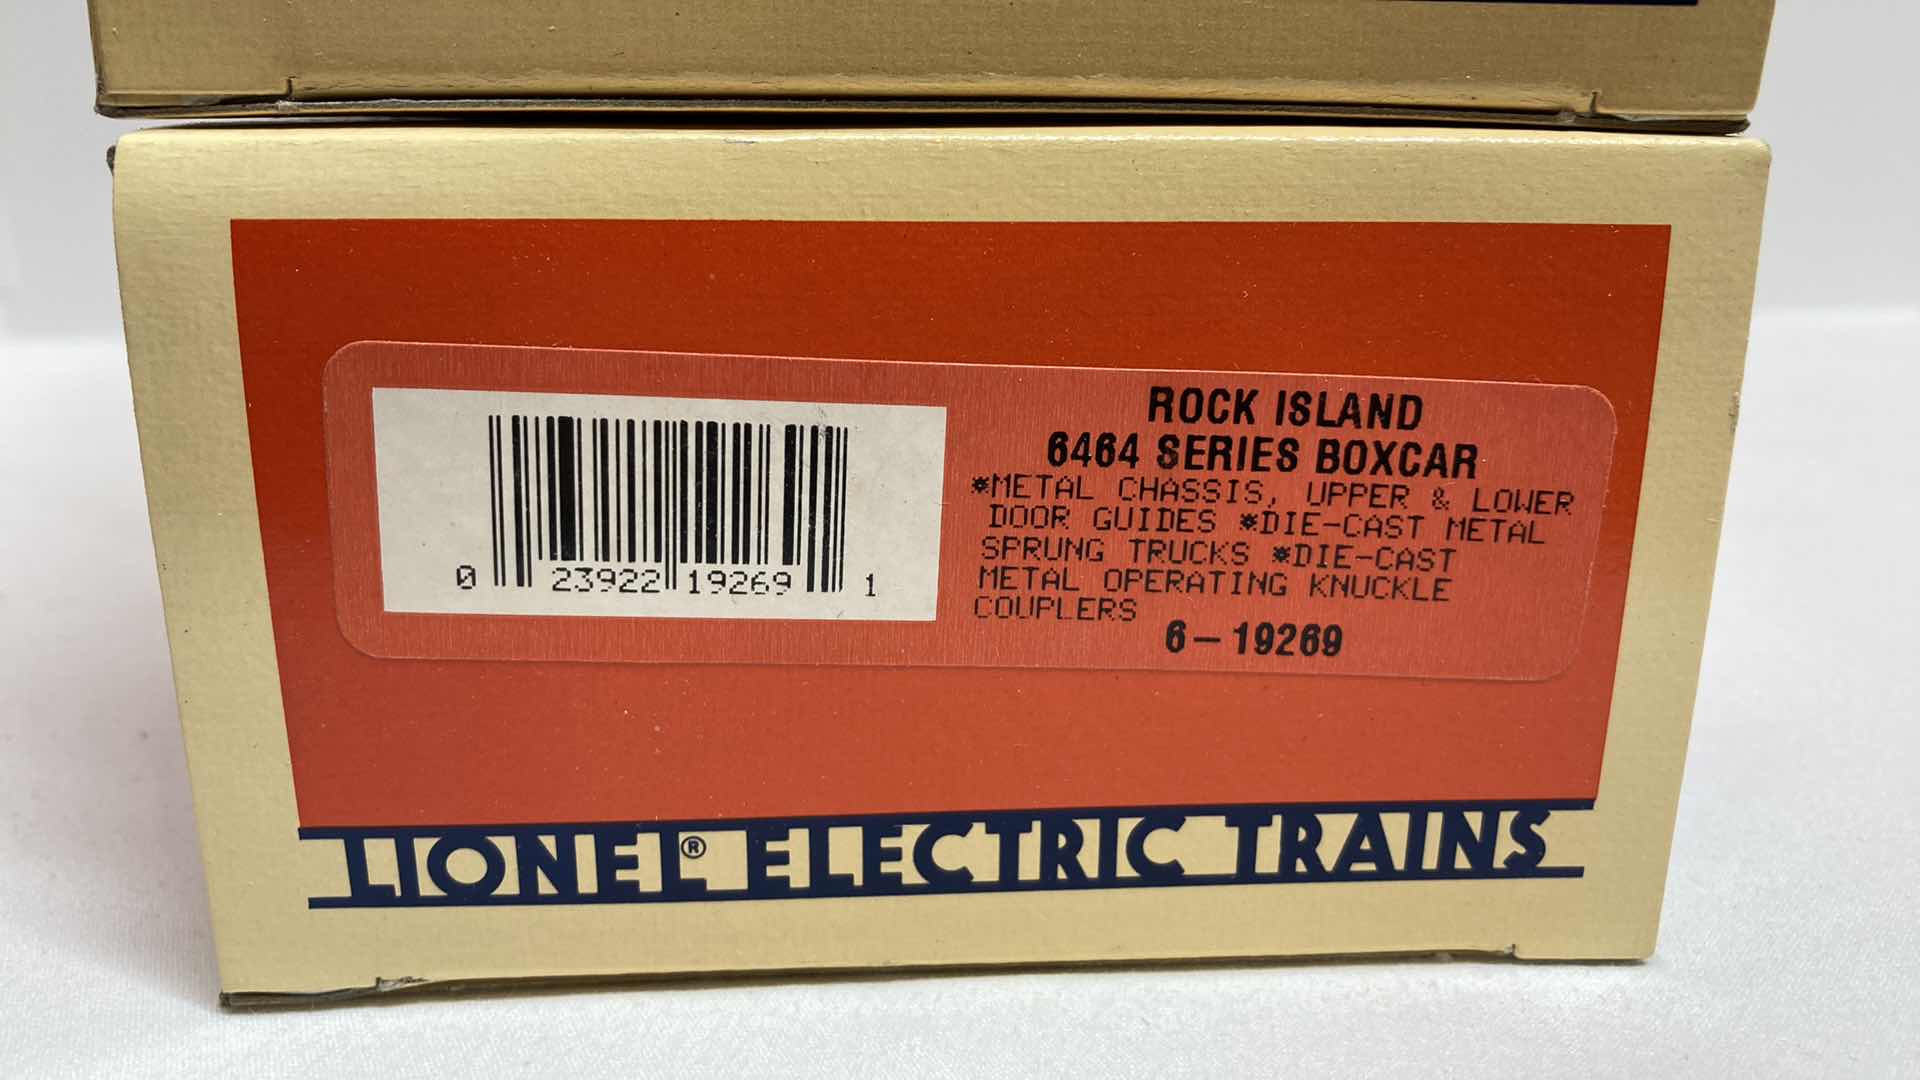 ROCK ISLAND
6464 SERIES BOXCAR
*METAL CHASSIS, UPPER & LOWER
DOOR GUIDES *DIE-CAST METAL
SPRUNG TRUCKS *DIE-CAST
METAL OPERATING KNUCKLE
COUPLERS
6-19269
0 23922 19269 1
LIONEL® ELECTRIC TRAINS